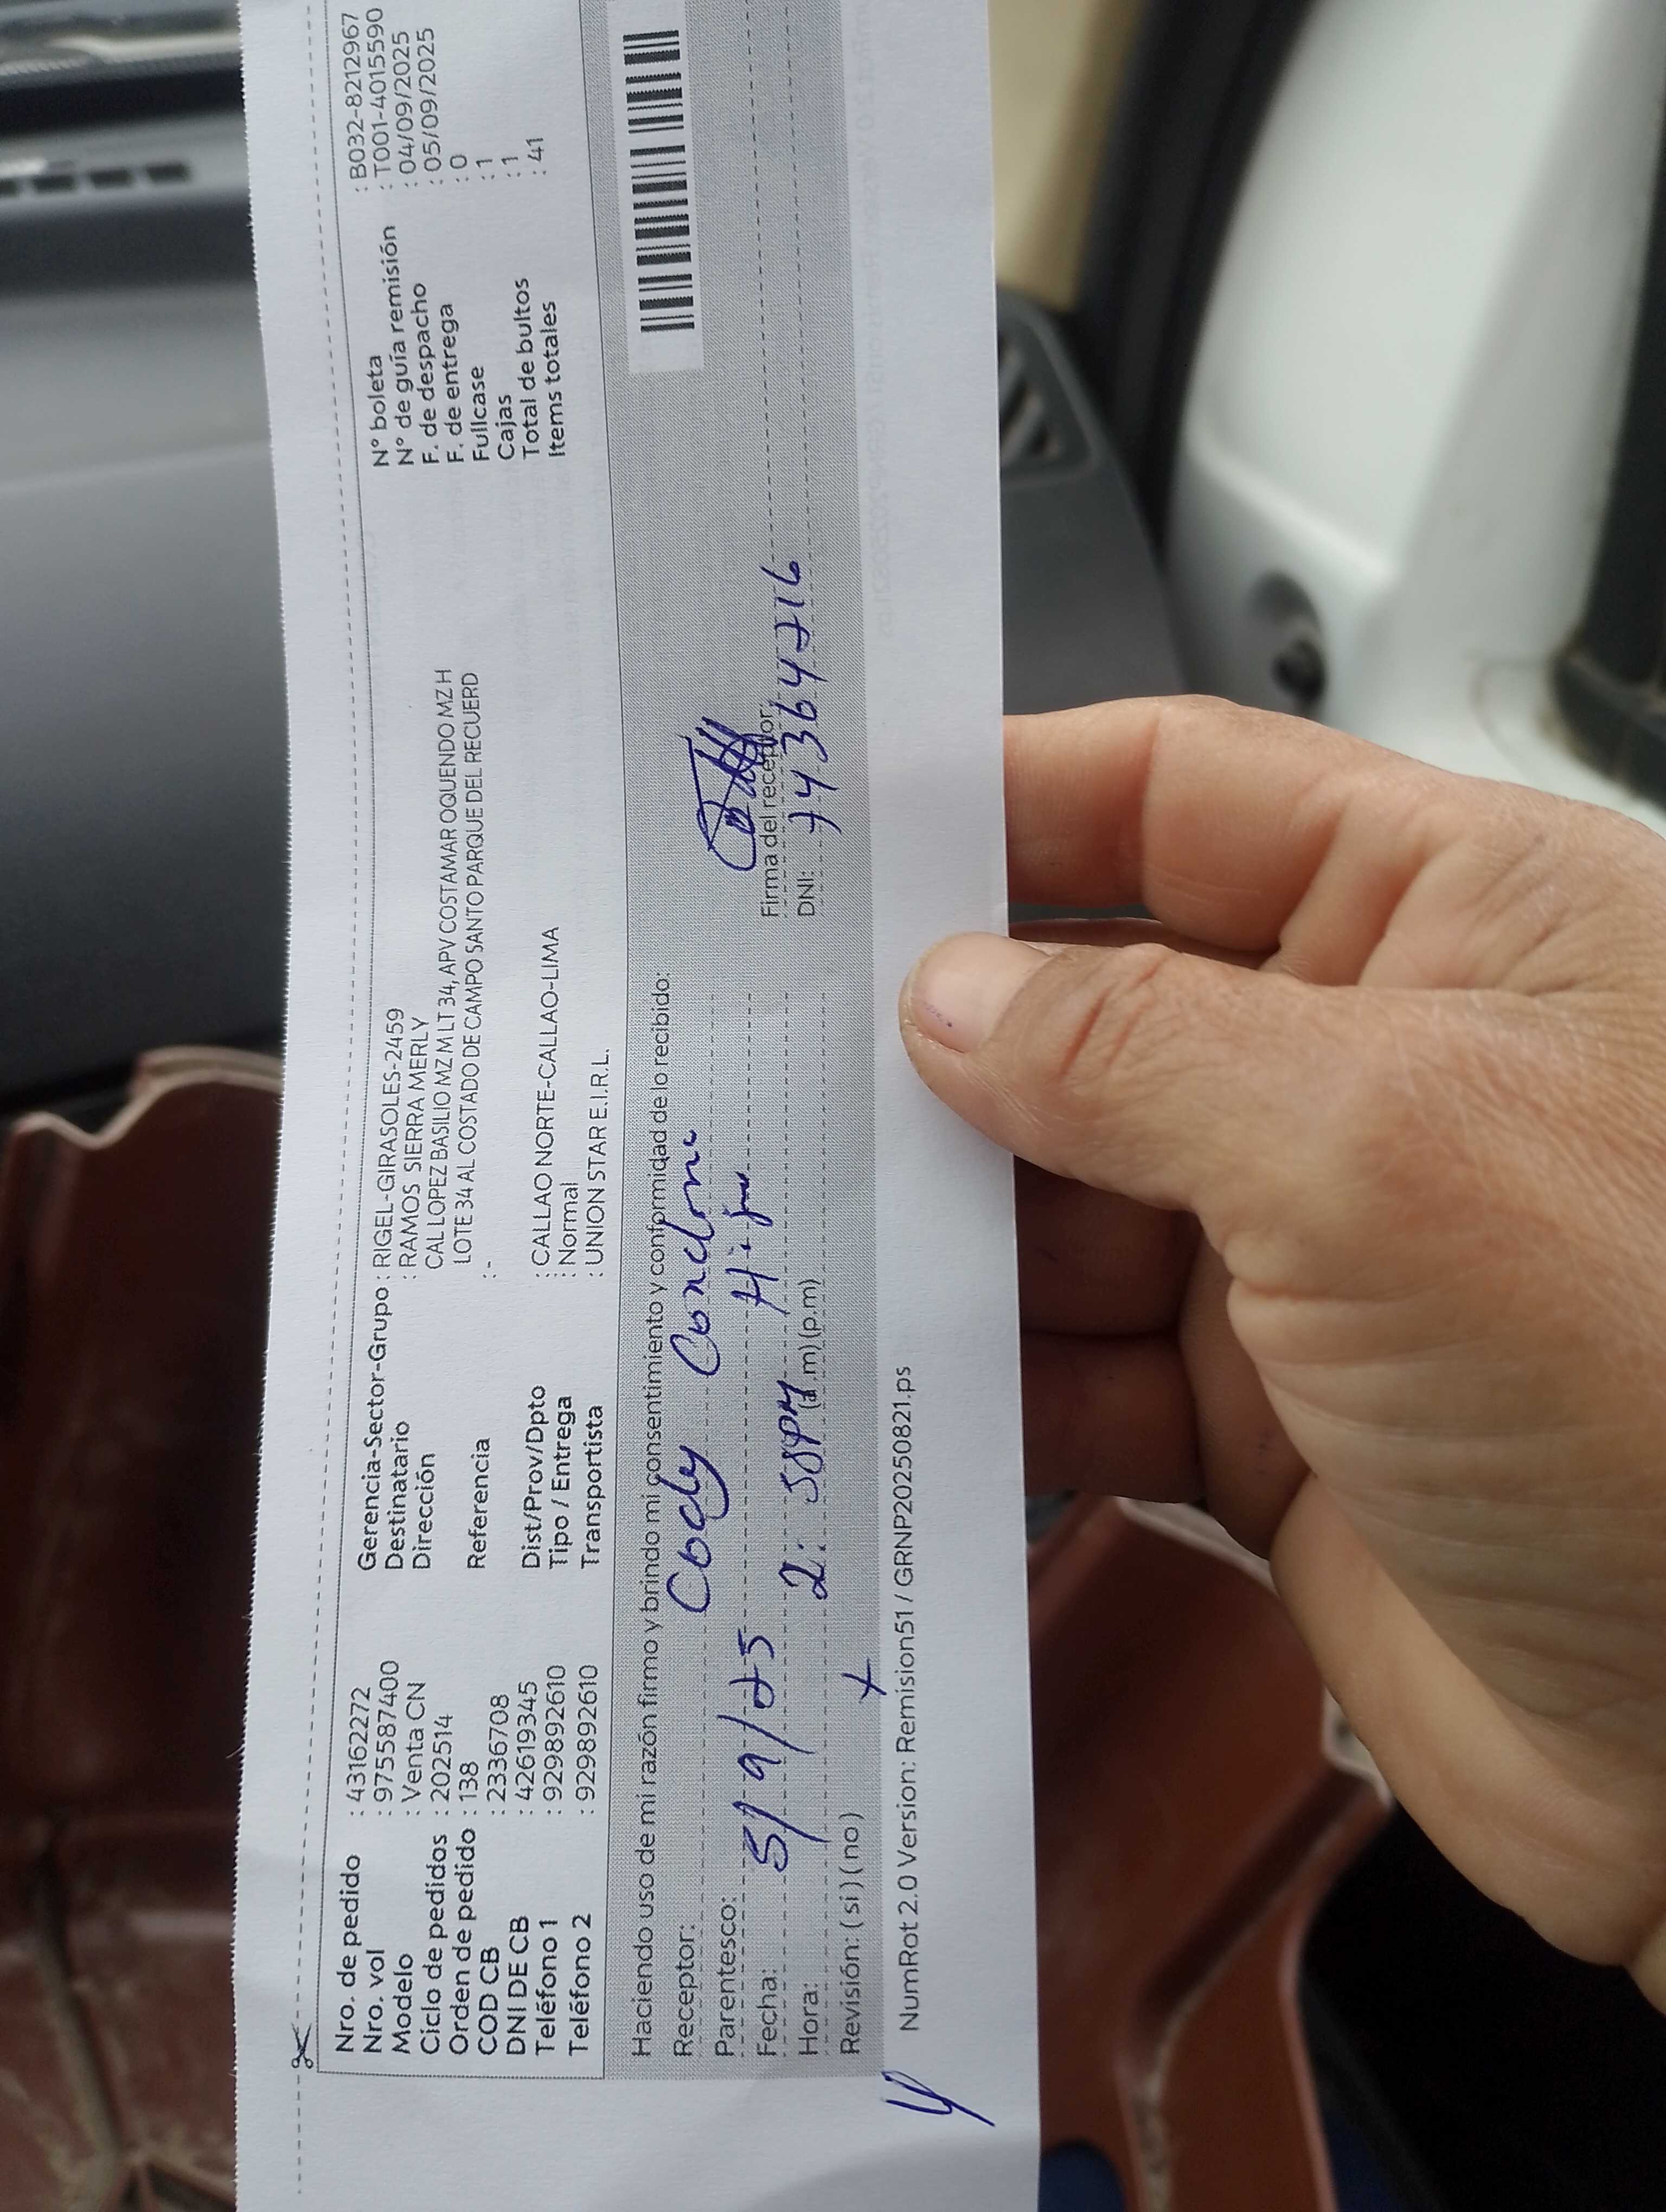 Nro. de pedido : 43162272
Nro. vol : 975587400
Modelo : Venta CN
Ciclo de pedidos : 202514
Orden de pedido : 138
COD CB : 2336708
DNI DE CB : 42619345
Teléfono 1 : 929892610
Teléfono 2 : 929892610
Gerencia-Sector-Grupo : RIGEL-GIRASOLES-2459
Destinatario : RAMOS SIERRA MERLY
Dirección CAL LOPEZ BASILIO MZ M LT 34, APV COSTAMAR OQUENDO MZ H
LOTE 34 AL COSTADO DE CAMPO SANTO PARQUE DEL RECUERD
Referencia : -
Dist/Prov/Dpto : CALLAO NORTE-CALLAO-LIMA
Tipo / Entrega : Normal
Transportista : UNION STAR E.I.R.L.
N° boleta : B032-8212967
N° de guía remisión : T001-4015590
F. de despacho : 04/09/2025
F. de entrega : 05/09/2025
Fullcase : 0
Cajas : 1
Total de bultos : 1
Items totales : 41
Haciendo uso de mi razón firmo y brindo mi consentimiento y conformidad de lo recibido:
Receptor: Cody
Parentesco: Hijo
Fecha: 5/9/25
Hora: 2:58PM (a.m) (p.m)
Revisión: ( si ) ( no ) x
Firma del receptor
DNI: 74364716
NumRot 2.0 Version: Remision51 / GRNP20250821.ps